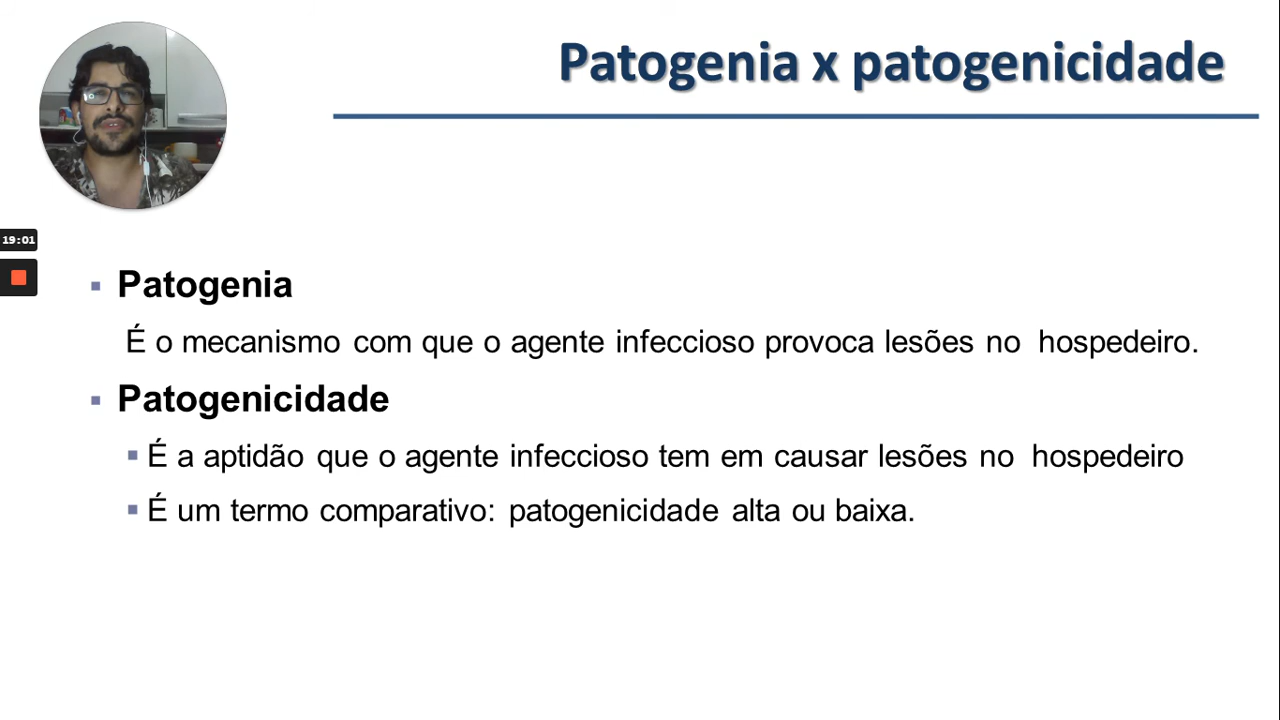 Patogenia x patogenicidade
19:01
▪ Patogenia
É o mecanismo com que o agente infeccioso provoca lesões no hospedeiro.
▪ Patogenicidade
▪ É a aptidão que o agente infeccioso tem em causar lesões no hospedeiro
▪ É um termo comparativo: patogenicidade alta ou baixa.